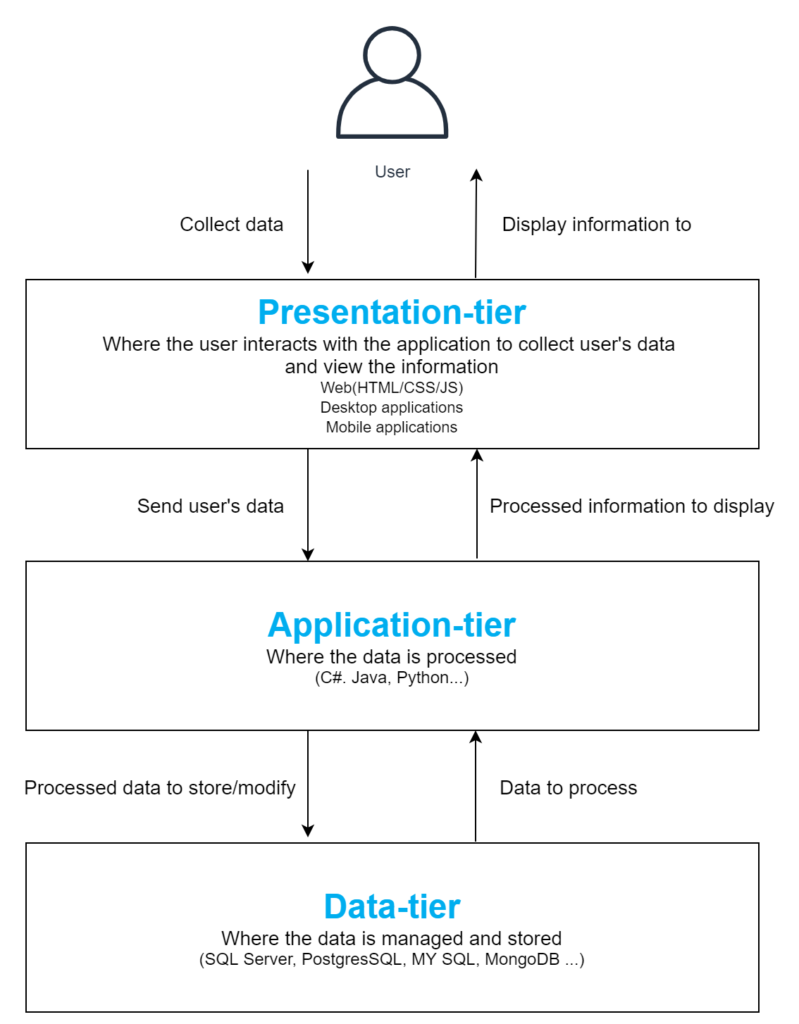 User
Collect data
Display information to
Presentation-tier
Where the user interacts with the application to collect user's data
and view the information
Web(HTML/CSS/JS)
Desktop applications
Mobile applications
Send user's data
Processed information to display
Application-tier
Where the data is processed
(C#. Java, Python...)
Processed data to store/modify
Data to process
Data-tier
Where the data is managed and stored
(SQL Server, PostgresSQL, MY SQL, MongoDB ...)